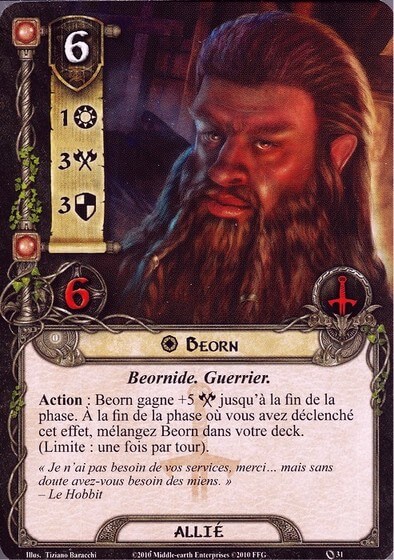 6
1
3
3
6
BEORN
Beornide. Guerrier.
Action : Beorn gagne +5 jusqu'à la fin de la
phase. À la fin de la phase où vous avez déclenché
cet effet, mélangez Beorn dans votre deck.
(Limite : une fois par tour).
« Je n'ai pas besoin de vos services, merci… mais sans
doute avez-vous besoin des miens. »
– Le Hobbit
ALLIÉ
Illus. Tiziano Baracchi ©2010 Middle-earth Enterprises ©2010 FFG 31